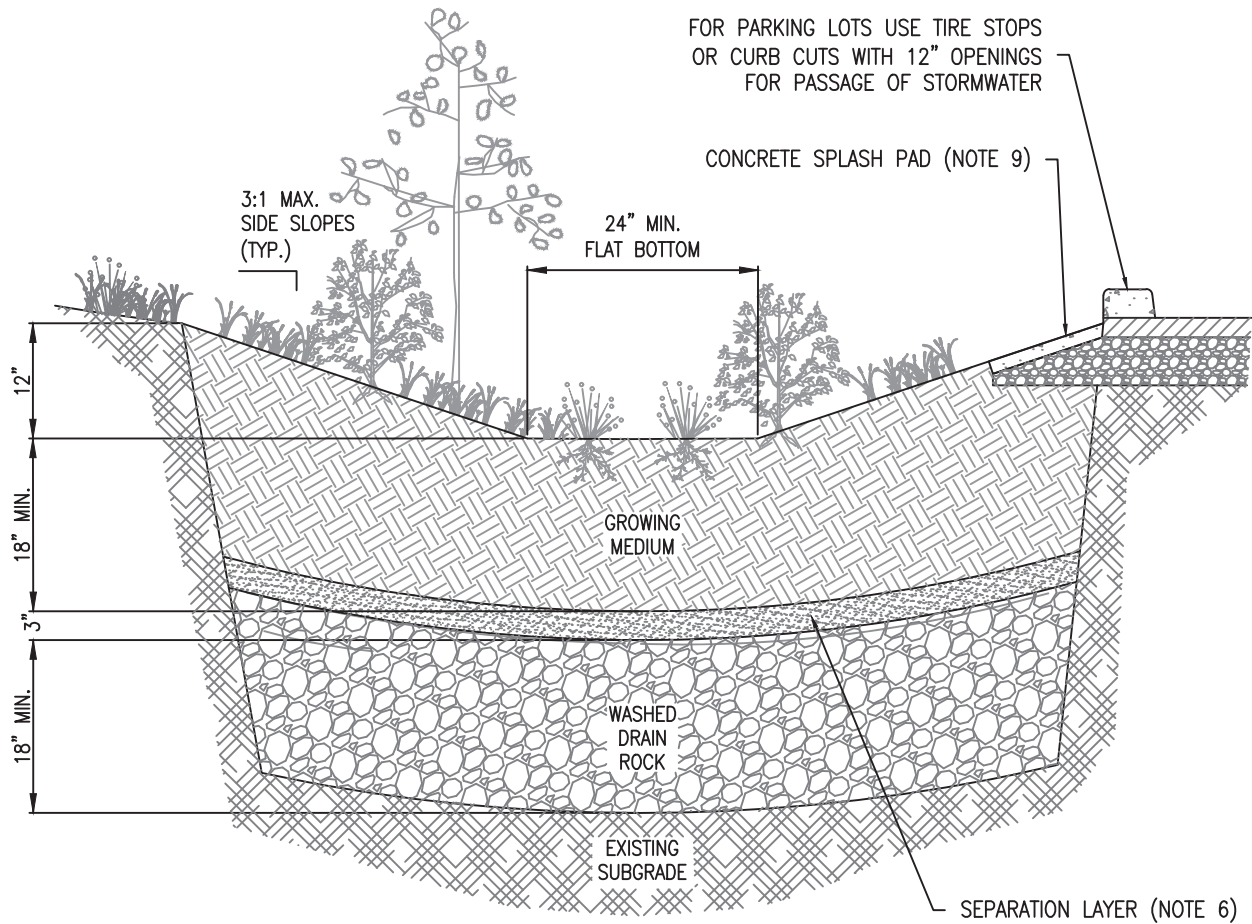 FOR PARKING LOTS USE TIRE STOPS
OR CURB CUTS WITH 12” OPENINGS
FOR PASSAGE OF STORMWATER
CONCRETE SPLASH PAD (NOTE 9)
3:1 MAX.
SIDE SLOPES
(TYP.)
24” MIN.
FLAT BOTTOM
12”
18” MIN.
3”
18” MIN.
GROWING
MEDIUM
WASHED
DRAIN
ROCK
EXISTING
SUBGRADE
SEPARATION LAYER (NOTE 6)